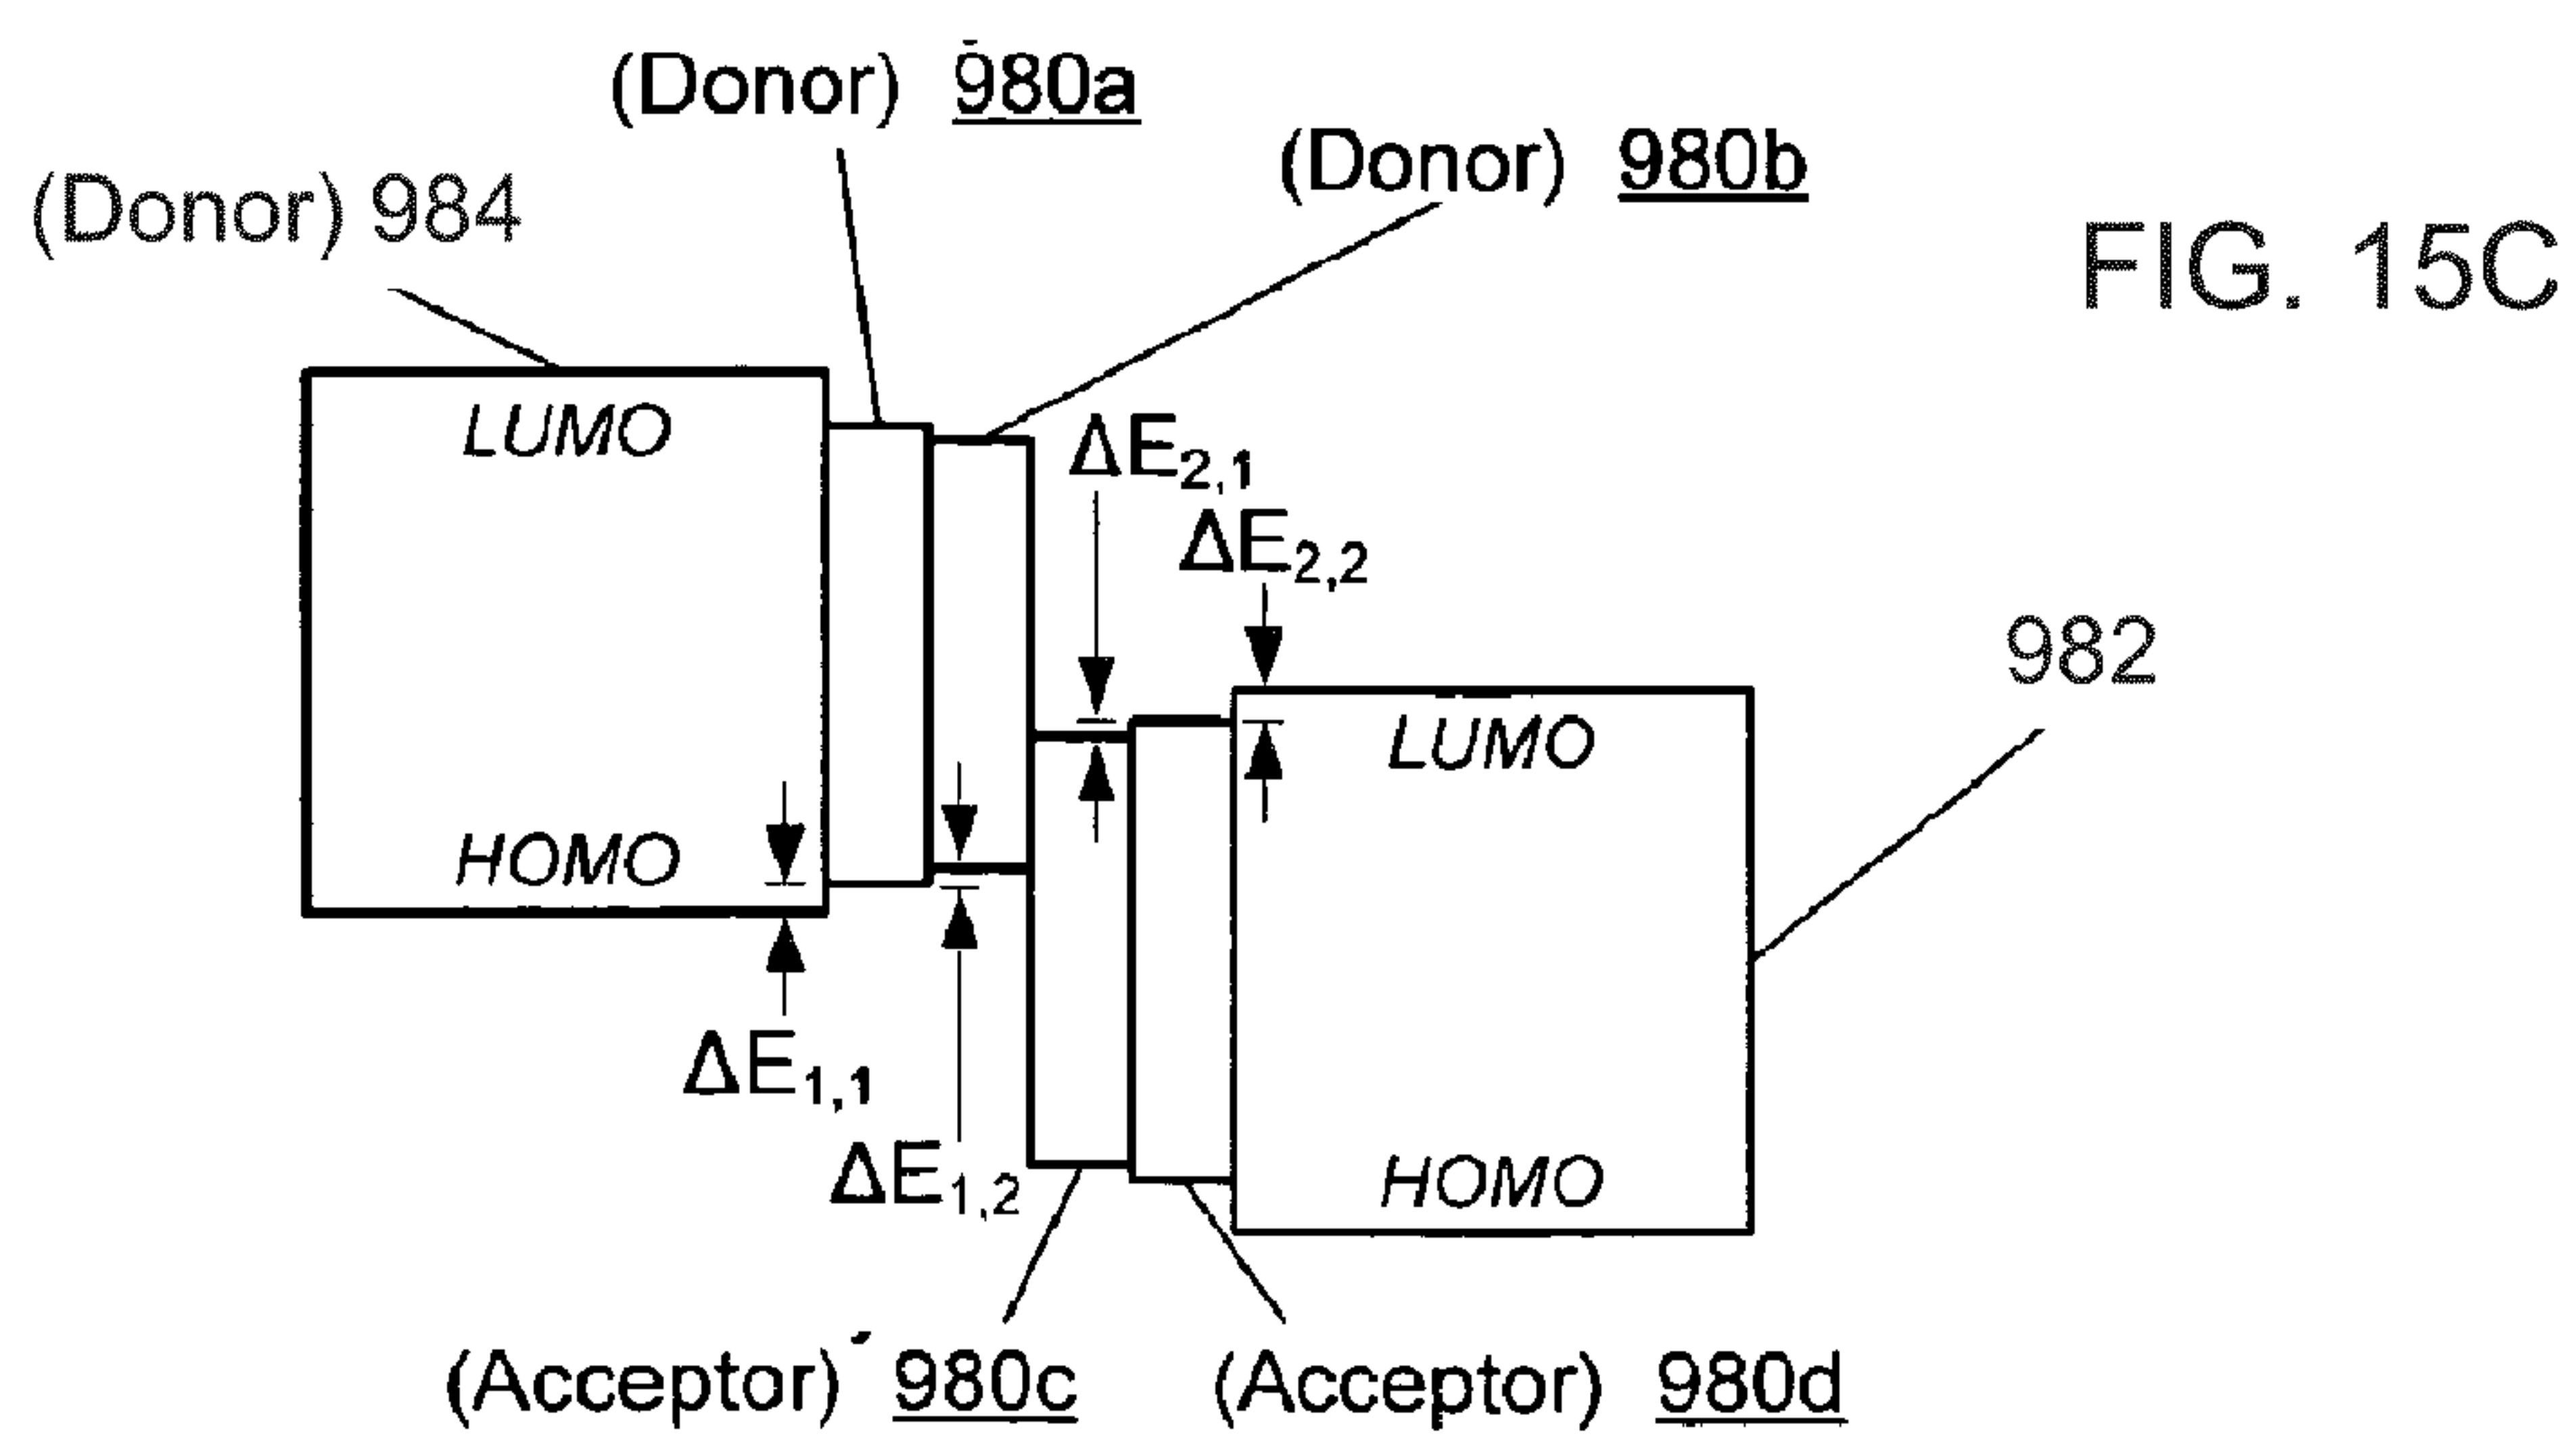 (Donor) 980a
(Donor) 980b
(Donor) 984
FIG. 15C
LUMO
ΔE2,1
ΔE2,2
982
LUMO
HOMO
ΔE1,1
ΔE1,2
HOMO
(Acceptor) 980c
(Acceptor) 980d